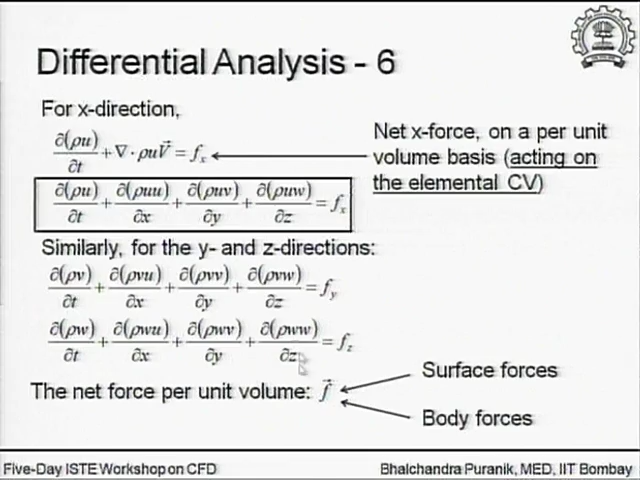 Differential Analysis - 6
For x-direction,
∂(ρu)/∂t + ∇ · ρuV⃗ = fₓ
Net x-force, on a per unit
volume basis (acting on
the elemental CV)
∂(ρu)/∂t + ∂(ρuu)/∂x + ∂(ρuv)/∂y + ∂(ρuw)/∂z = fₓ
Similarly, for the y- and z-directions:
∂(ρv)/∂t + ∂(ρvu)/∂x + ∂(ρvv)/∂y + ∂(ρvw)/∂z = f_y
∂(ρw)/∂t + ∂(ρwu)/∂x + ∂(ρwv)/∂y + ∂(ρww)/∂z = f_z
Surface forces
The net force per unit volume: f⃗
Body forces
Five-Day ISTE Workshop on CFD
Bhalchandra Puranik, MED, IIT Bombay